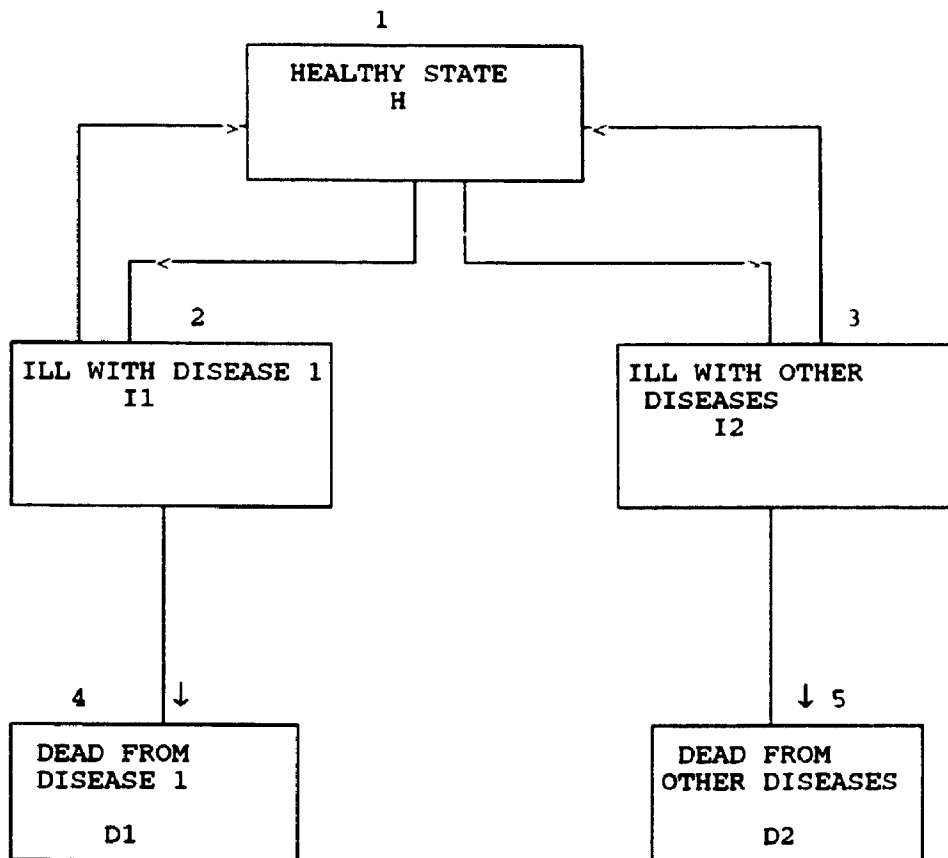 1
HEALTHY STATE
H
2
3
ILL WITH DISEASE 1
I1
ILL WITH OTHER
DISEASES
I2
4
5
DEAD FROM
DISEASE 1
D1
DEAD FROM
OTHER DISEASES
D2